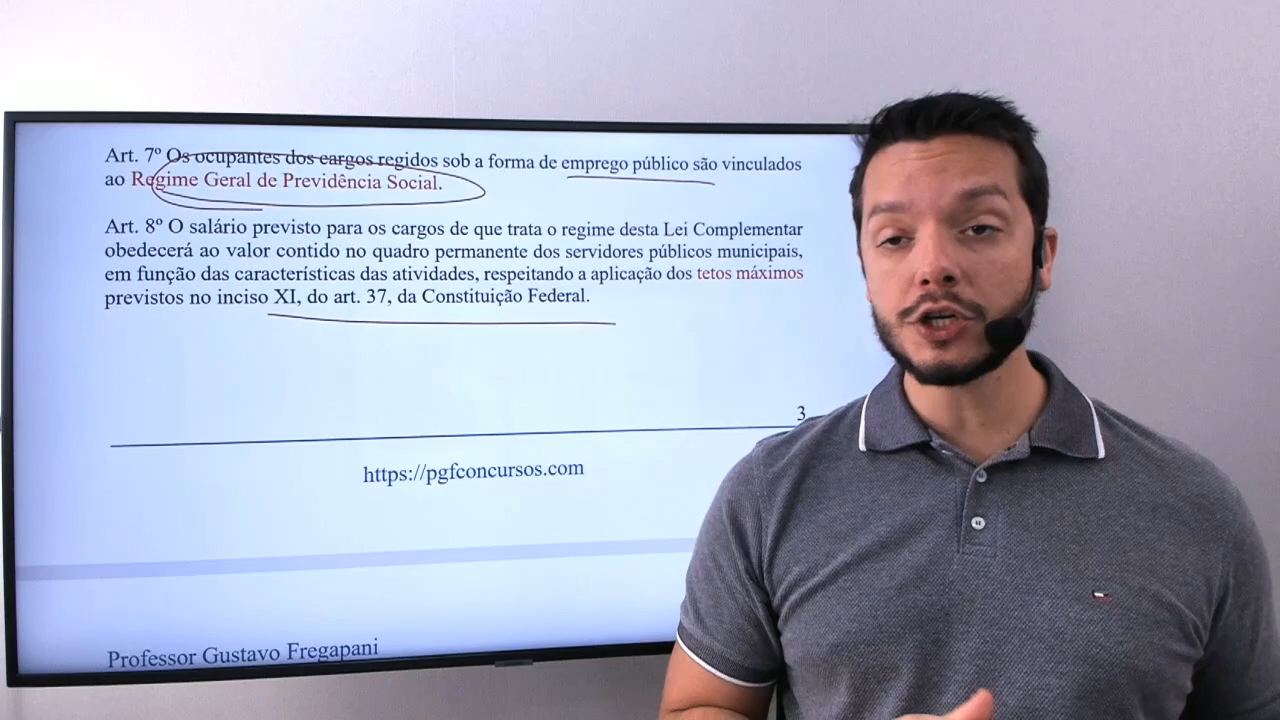 Art. 7º Os ocupantes dos cargos regidos sob a forma de emprego público são vinculados
ao Regime Geral de Previdência Social.
Art. 8º O salário previsto para os cargos de que trata o regime desta Lei Complementar
obedecerá ao valor contido no quadro permanente dos servidores públicos municipais,
em função das características das atividades, respeitando a aplicação dos tetos máximos
previstos no inciso XI, do art. 37, da Constituição Federal.
3
https://pgfconcursos.com
Professor Gustavo Fregapani